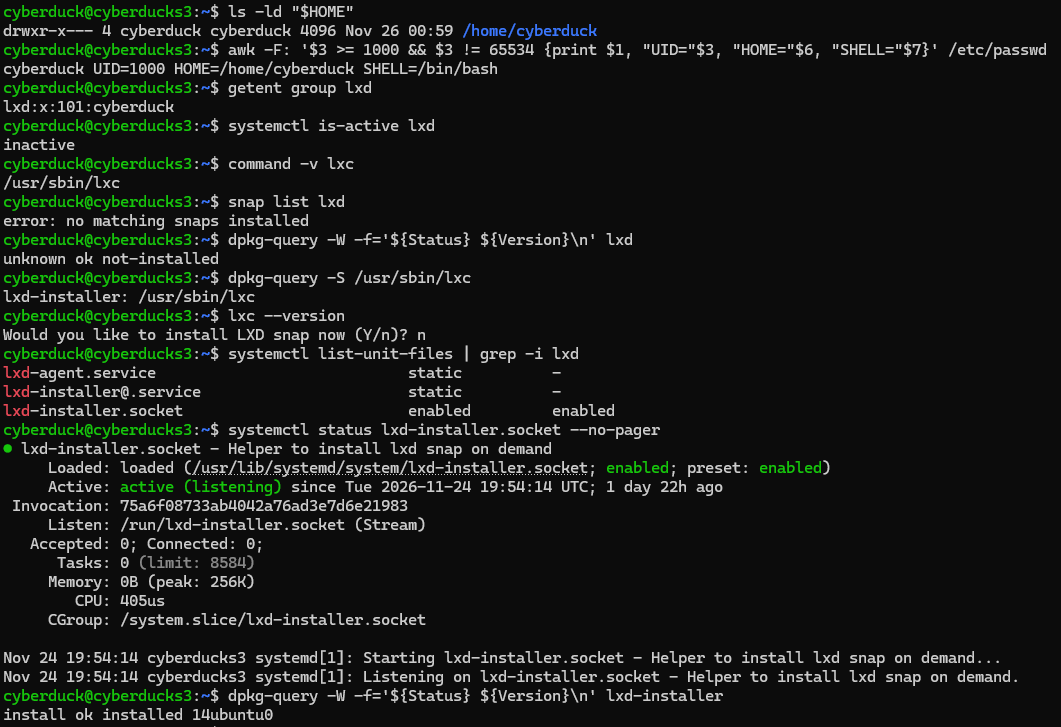 cyberduck@cyberducks3:~$ ls -ld "$HOME"
drwxr-x--- 4 cyberduck cyberduck 4096 Nov 26 00:59 /home/cyberduck
cyberduck@cyberducks3:~$ awk -F: '$3 >= 1000 && $3 != 65534 {print $1, "UID="$3, "HOME="$6, "SHELL="$7}' /etc/passwd
cyberduck UID=1000 HOME=/home/cyberduck SHELL=/bin/bash
cyberduck@cyberducks3:~$ getent group lxd
lxd:x:101:cyberduck
cyberduck@cyberducks3:~$ systemctl is-active lxd
inactive
cyberduck@cyberducks3:~$ command -v lxc
/usr/sbin/lxc
cyberduck@cyberducks3:~$ snap list lxd
error: no matching snaps installed
cyberduck@cyberducks3:~$ dpkg-query -W -f='${Status} ${Version}\n' lxd
unknown ok not-installed
cyberduck@cyberducks3:~$ dpkg-query -S /usr/sbin/lxc
lxd-installer: /usr/sbin/lxc
cyberduck@cyberducks3:~$ lxc --version
Would you like to install LXD snap now (Y/n)? n
cyberduck@cyberducks3:~$ systemctl list-unit-files | grep -i lxd
lxd-agent.service static -
lxd-installer@.service static -
lxd-installer.socket enabled enabled
cyberduck@cyberducks3:~$ systemctl status lxd-installer.socket --no-pager
● lxd-installer.socket - Helper to install lxd snap on demand
Loaded: loaded (/usr/lib/systemd/system/lxd-installer.socket; enabled; preset: enabled)
Active: active (listening) since Tue 2026-11-24 19:54:14 UTC; 1 day 22h ago
Invocation: 75a6f08733ab4042a76ad3e7d6e21983
Listen: /run/lxd-installer.socket (Stream)
Accepted: 0; Connected: 0;
Tasks: 0 (limit: 8584)
Memory: 0B (peak: 256K)
CPU: 405us
CGroup: /system.slice/lxd-installer.socket
Nov 24 19:54:14 cyberducks3 systemd[1]: Starting lxd-installer.socket - Helper to install lxd snap on demand...
Nov 24 19:54:14 cyberducks3 systemd[1]: Listening on lxd-installer.socket - Helper to install lxd snap on demand.
cyberduck@cyberducks3:~$ dpkg-query -W -f='${Status} ${Version}\n' lxd-installer
install ok installed 14ubuntu0